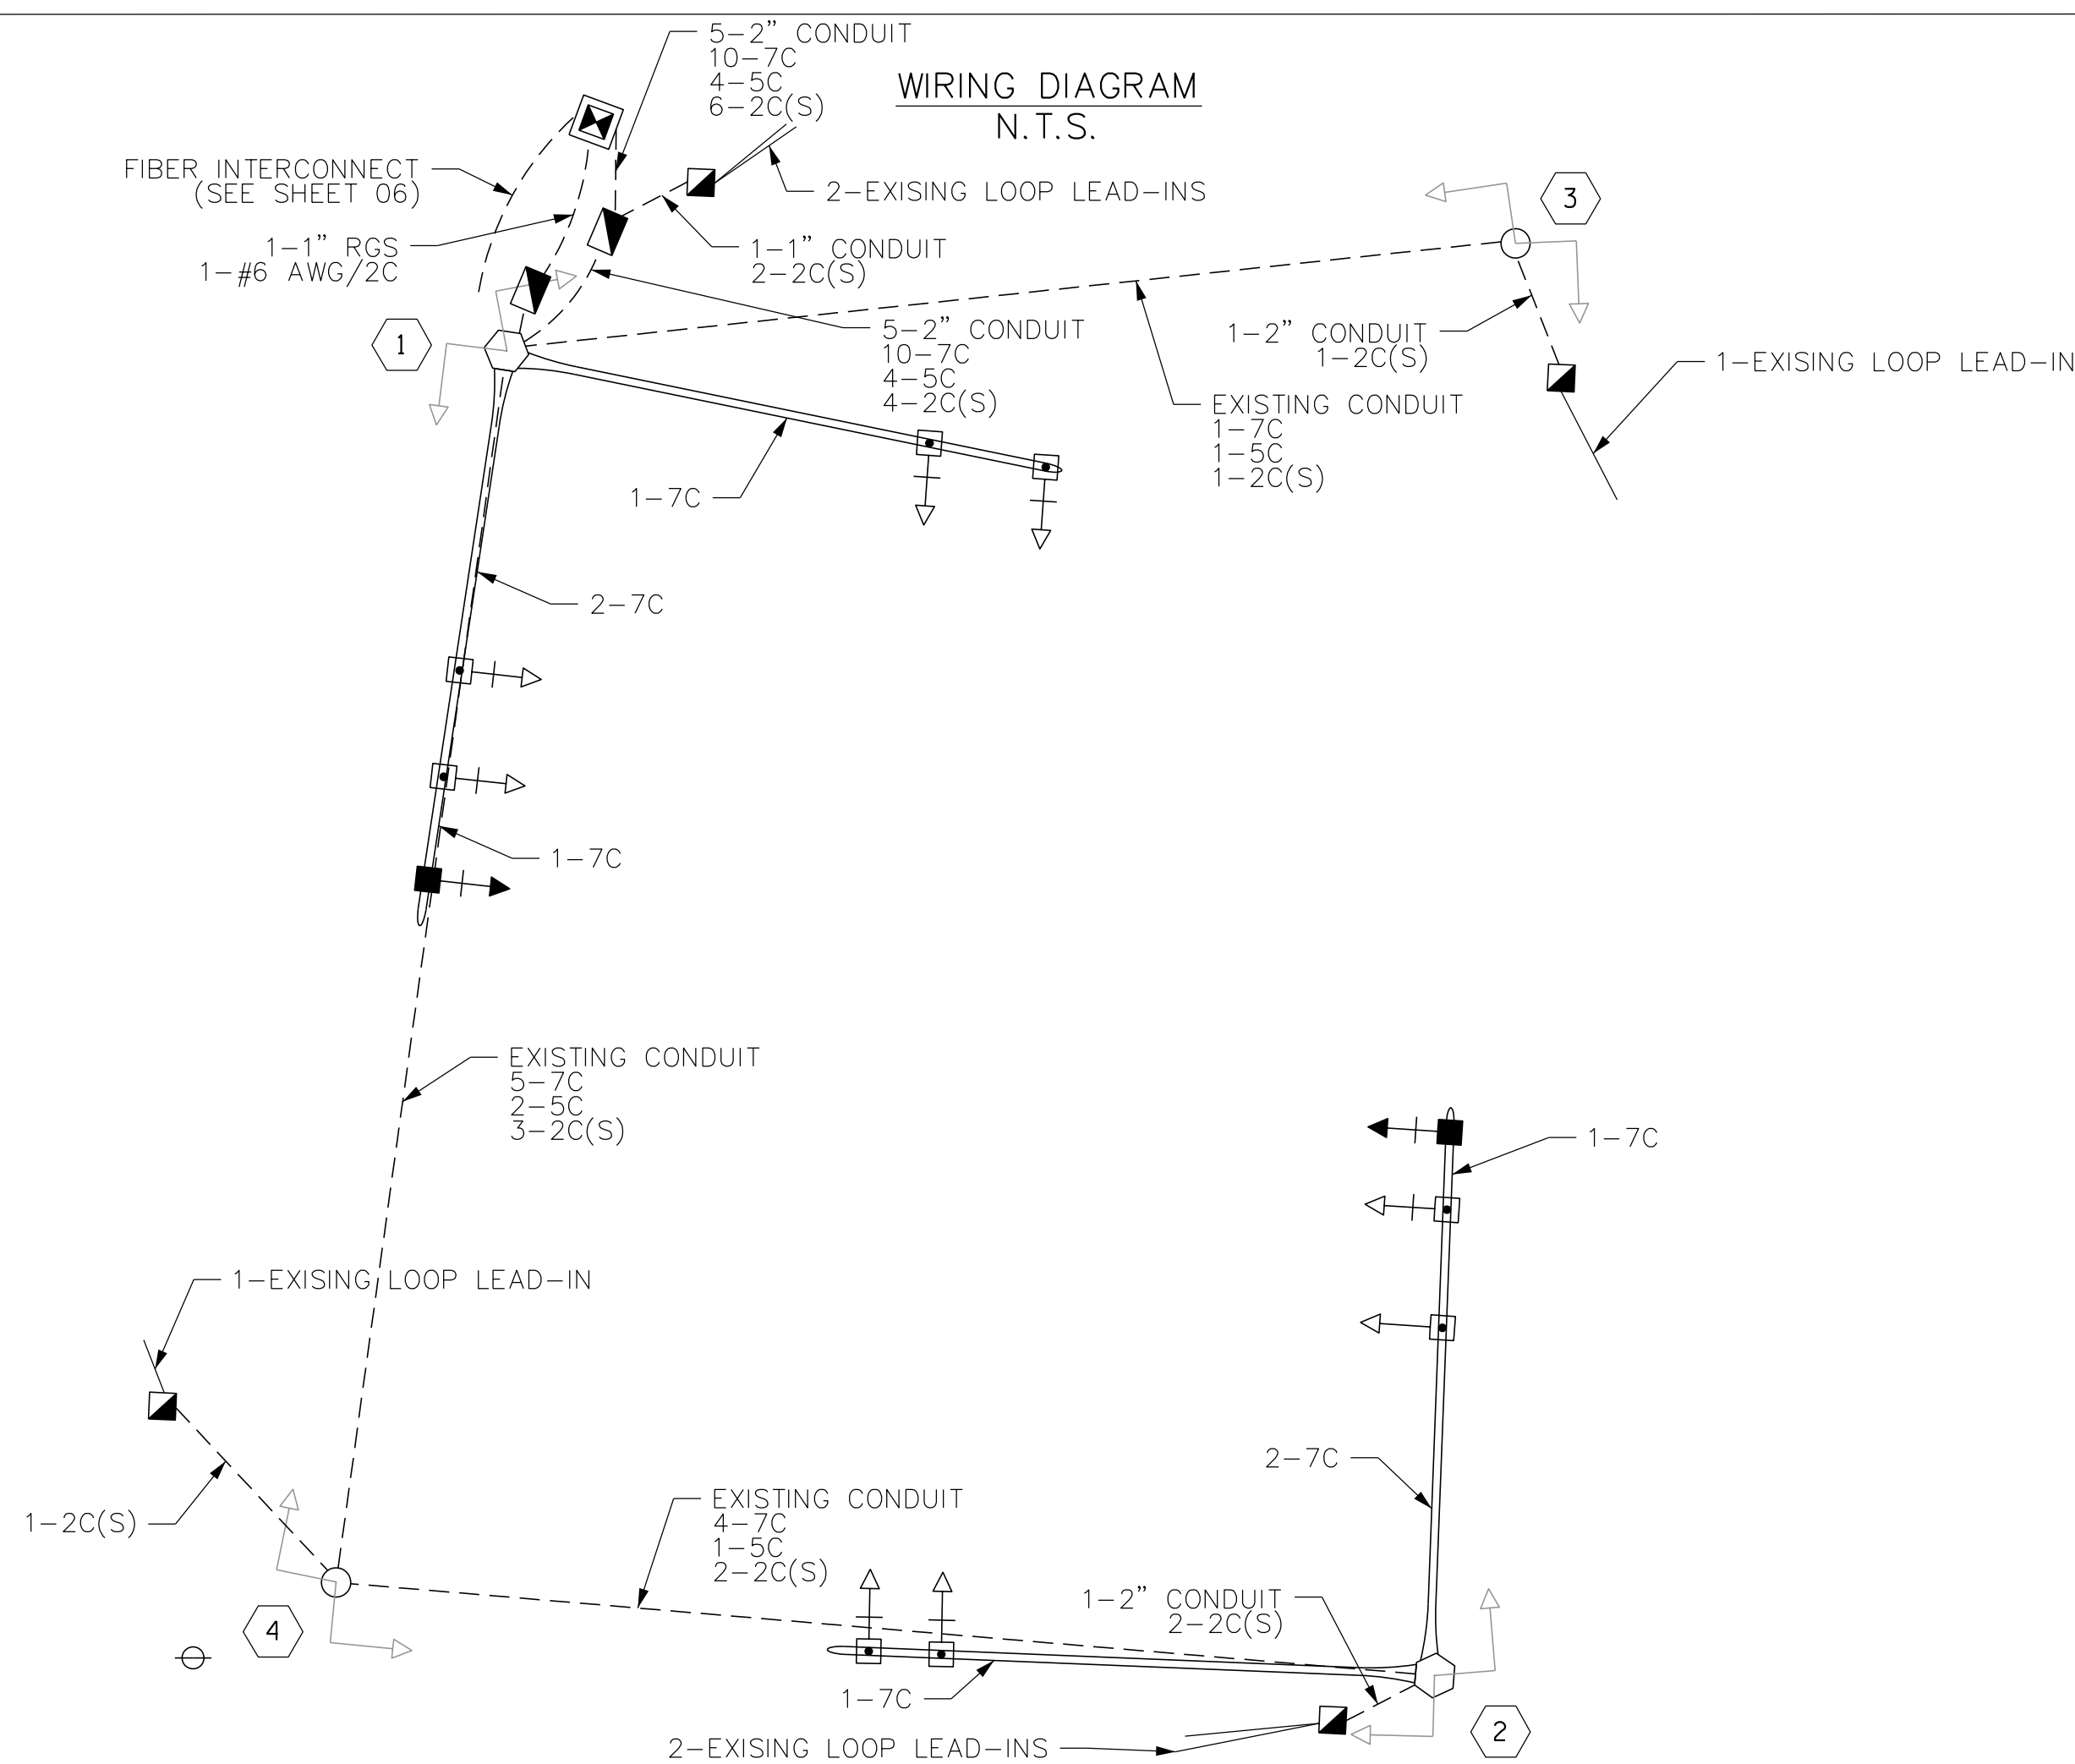 5-2" CONDUIT
10-7C
4-5C
6-2C(S)
WIRING DIAGRAM
N.T.S.
FIBER INTERCONNECT
(SEE SHEET 06)
2-EXISING LOOP LEAD-INS
3
1-1" RGS
1-#6 AWG/2C
1-1" CONDUIT
2-2C(S)
1
5-2" CONDUIT
10-7C
4-5C
4-2C(S)
1-2" CONDUIT
1-2C(S)
1-EXISING LOOP LEAD-IN
EXISTING CONDUIT
1-7C
1-5C
1-2C(S)
1-7C
2-7C
1-7C
EXISTING CONDUIT
5-7C
2-5C
3-2C(S)
1-7C
1-EXISING LOOP LEAD-IN
2-7C
1-2C(S)
EXISTING CONDUIT
4-7C
1-5C
2-2C(S)
1-2" CONDUIT
2-2C(S)
4
1-7C
2
2-EXISING LOOP LEAD-INS